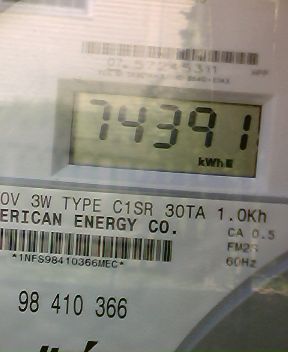 74391
kWh
0V 3W TYPE C1SR 30TA 1.0Kh
ERICAN ENERGY CO.
CA 0.5
FM2S
60Hz
*1NFS98410366MEC*
98 410 366